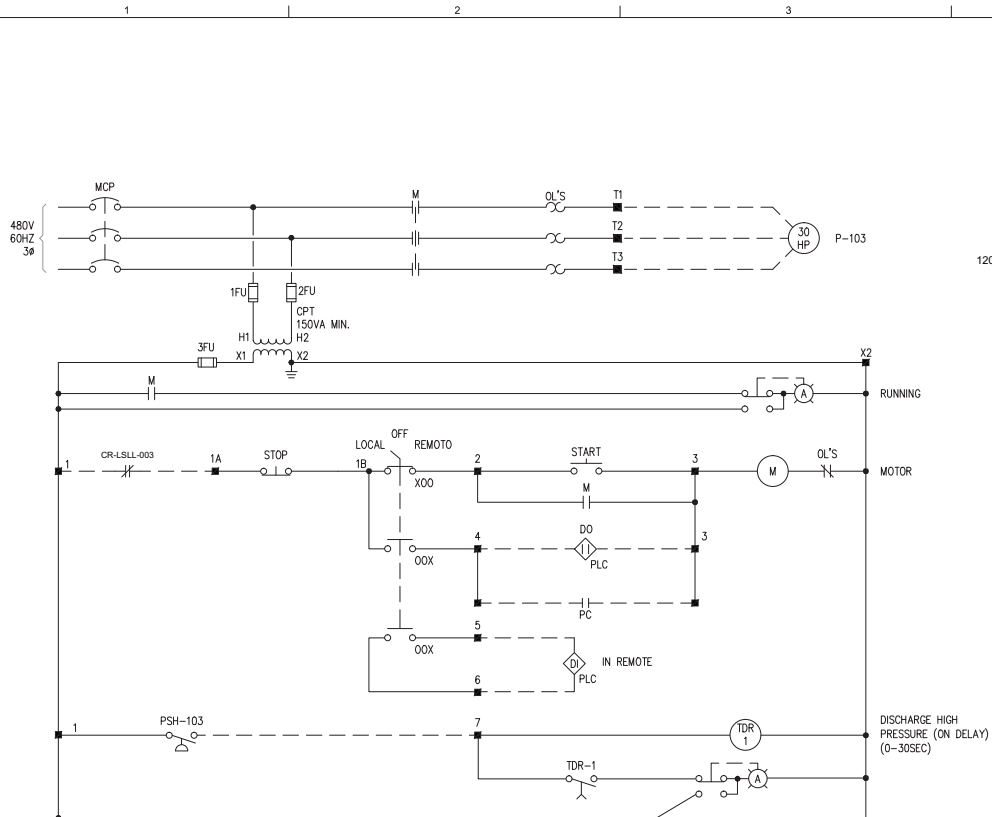 1 2 3
MCP
M
OL'S
T1
480V
60HZ
3ø
T2
30
HP
P-103
T3
120
1FU
2FU
CPT
150VA MIN.
H1
H2
3FU
X1
X2
X2
M
A
RUNNING
OFF
LOCAL
REMOTO
CR-LSLL-003
1
1A
STOP
1B
2
START
3
OL'S
XOO
M
MOTOR
M
4
DO
3
OOX
PLC
PC
5
OOX
DI
IN REMOTE
PLC
6
1
PSH-103
7
TDR
1
DISCHARGE HIGH
PRESSURE (ON DELAY)
(0-30SEC)
TDR-1
A